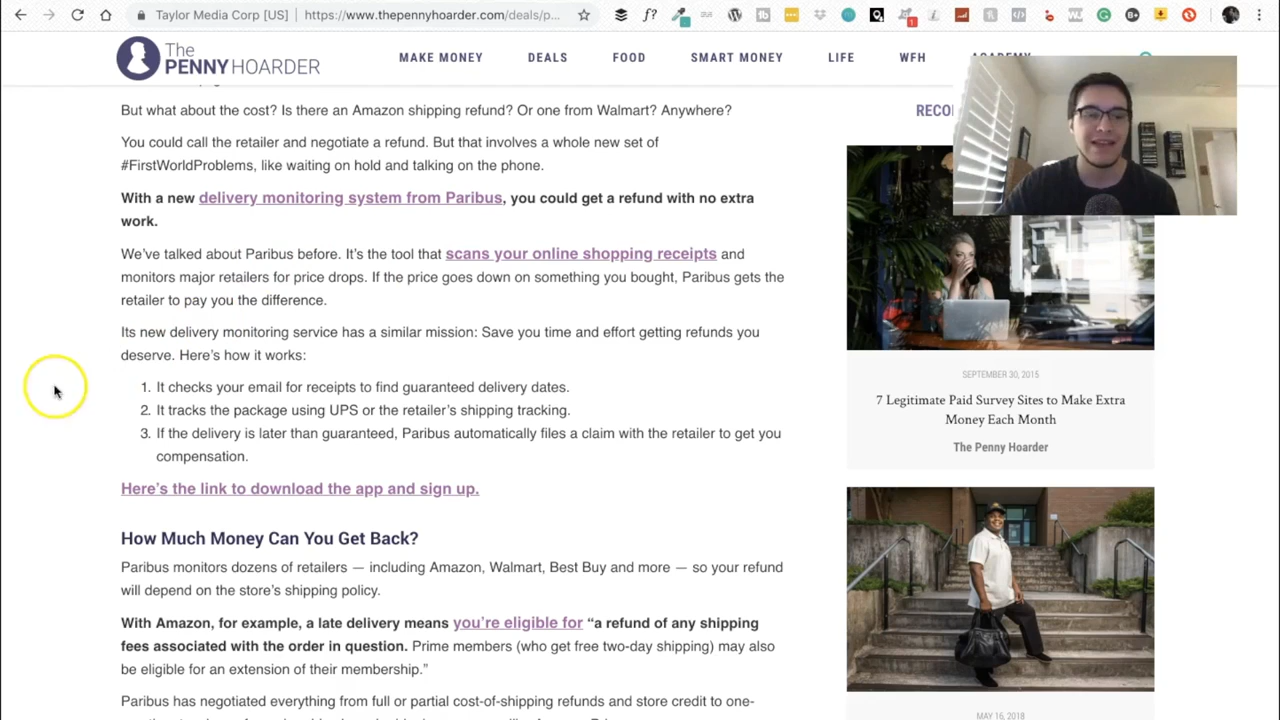 Taylor Media Corp [US] | https://www.thepennyhoarder.com/deals/p...
The
PENNYHOARDER
MAKE MONEY DEALS FOOD SMART MONEY LIFE WFH ACADEMY
But what about the cost? Is there an Amazon shipping refund? Or one from Walmart? Anywhere?
You could call the retailer and negotiate a refund. But that involves a whole new set of
#FirstWorldProblems, like waiting on hold and talking on the phone.
With a new delivery monitoring system from Paribus, you could get a refund with no extra
work.
We’ve talked about Paribus before. It’s the tool that scans your online shopping receipts and
monitors major retailers for price drops. If the price goes down on something you bought, Paribus gets the
retailer to pay you the difference.
Its new delivery monitoring service has a similar mission: Save you time and effort getting refunds you
deserve. Here’s how it works:
1. It checks your email for receipts to find guaranteed delivery dates.
2. It tracks the package using UPS or the retailer’s shipping tracking.
3. If the delivery is later than guaranteed, Paribus automatically files a claim with the retailer to get you
compensation.
Here’s the link to download the app and sign up.
How Much Money Can You Get Back?
Paribus monitors dozens of retailers — including Amazon, Walmart, Best Buy and more — so your refund
will depend on the store’s shipping policy.
With Amazon, for example, a late delivery means you’re eligible for “a refund of any shipping
fees associated with the order in question. Prime members (who get free two-day shipping) may also
be eligible for an extension of their membership.”
Paribus has negotiated everything from full or partial cost-of-shipping refunds and store credit to one-
RECO
SEPTEMBER 30, 2015
7 Legitimate Paid Survey Sites to Make Extra
Money Each Month
The Penny Hoarder
MAY 16, 2018